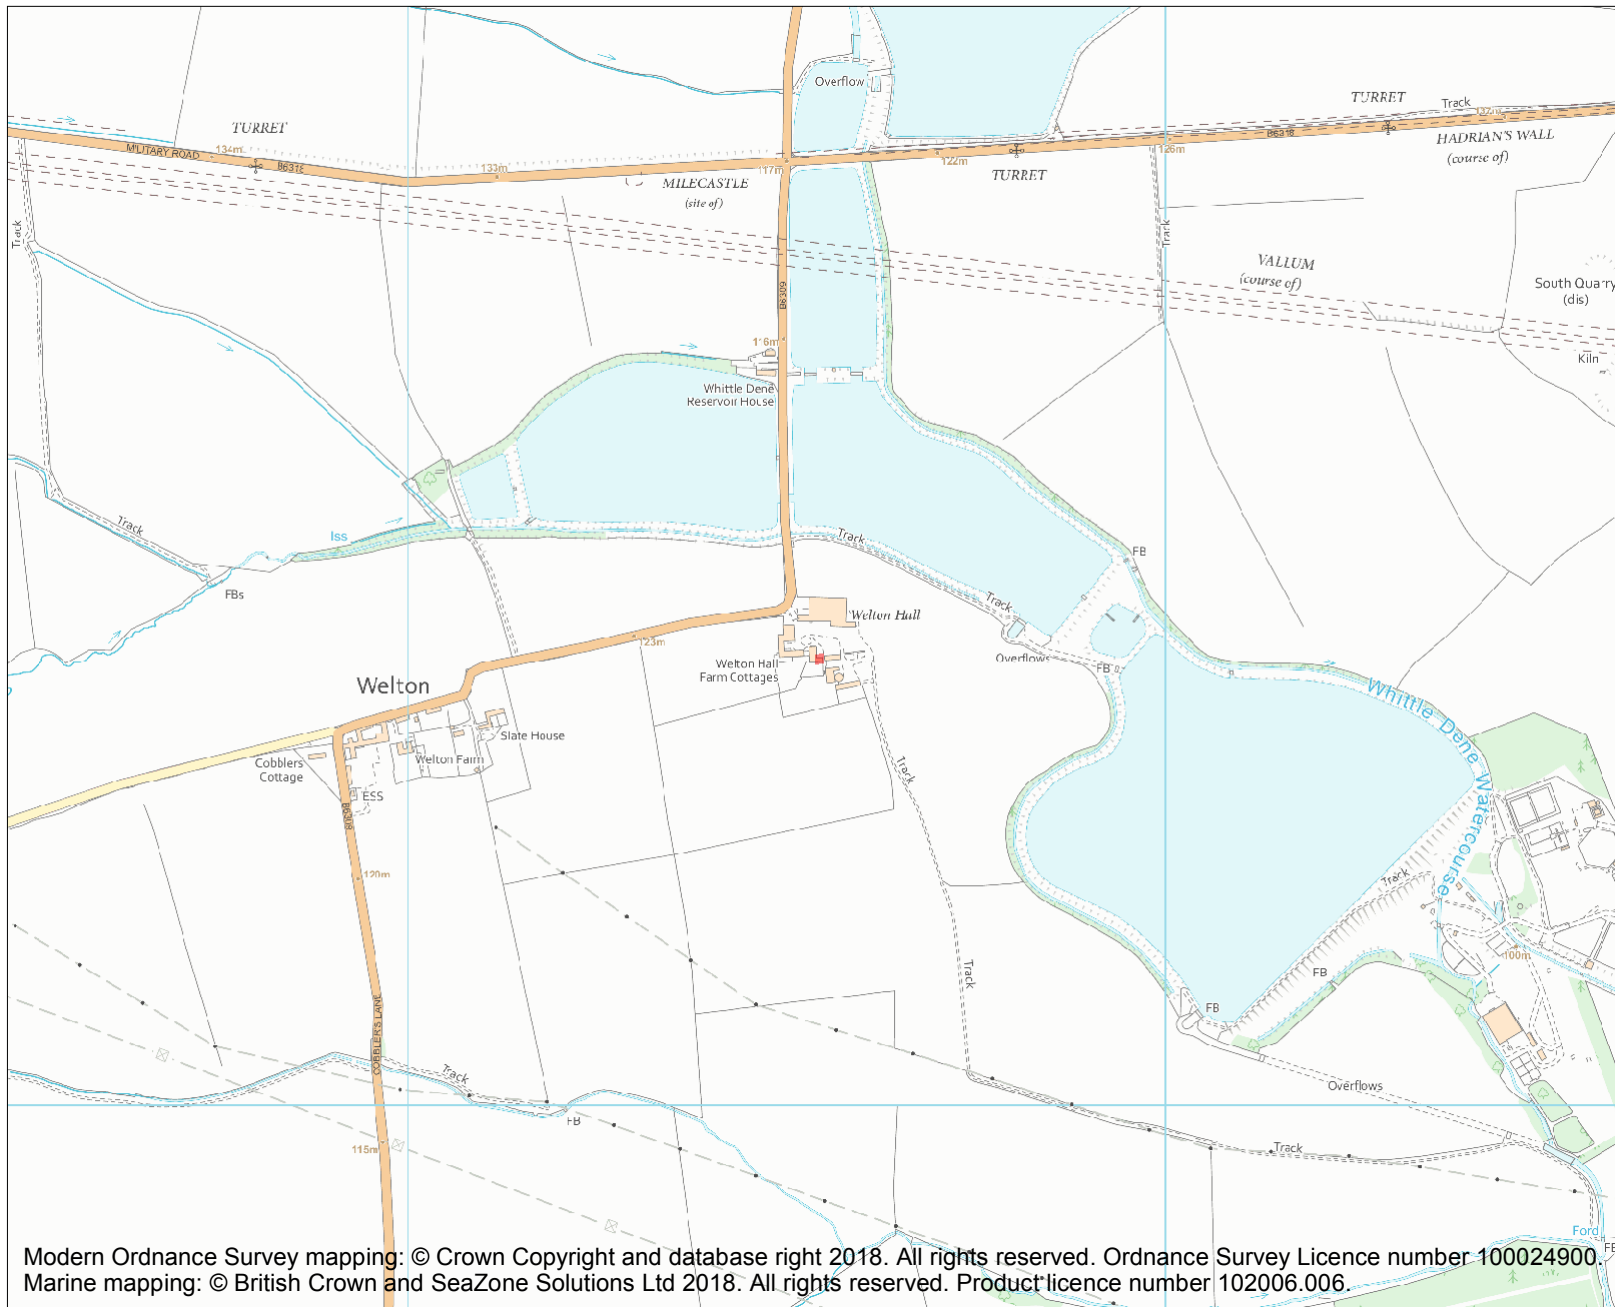 Overflow
TURRET
Track
TURRET
HADRIAN'S WALL
(course of)
MILITARY ROAD
134m
B6318
133m
117m
122m
126m
B6318
137m
TURRET
MILECASTLE
(site of)
Track
Track
VALLUM
(course of)
South Quarry
(dis)
Kiln
B6309
116m
Whittle Dene
Reservoir House
Track
Iss
FBs
Track
FB
Track
Welton Hall
123m
Overflows
FB
Welton Hall
Farm Cottages
Welton
Whittle Dene Watercourse
Slate House
Welton Farm
Cobblers
Cottage
ESS
B6309
Track
120m
Track
Track
FB
100m
FB
COBBLER'S LANE
Track
Overflows
FB
115m
Track
Ford
FB
Modern Ordnance Survey mapping: © Crown Copyright and database right 2018. All rights reserved. Ordnance Survey Licence number 100024900.
Marine mapping: © British Crown and SeaZone Solutions Ltd 2018. All rights reserved. Product licence number 102006.006.